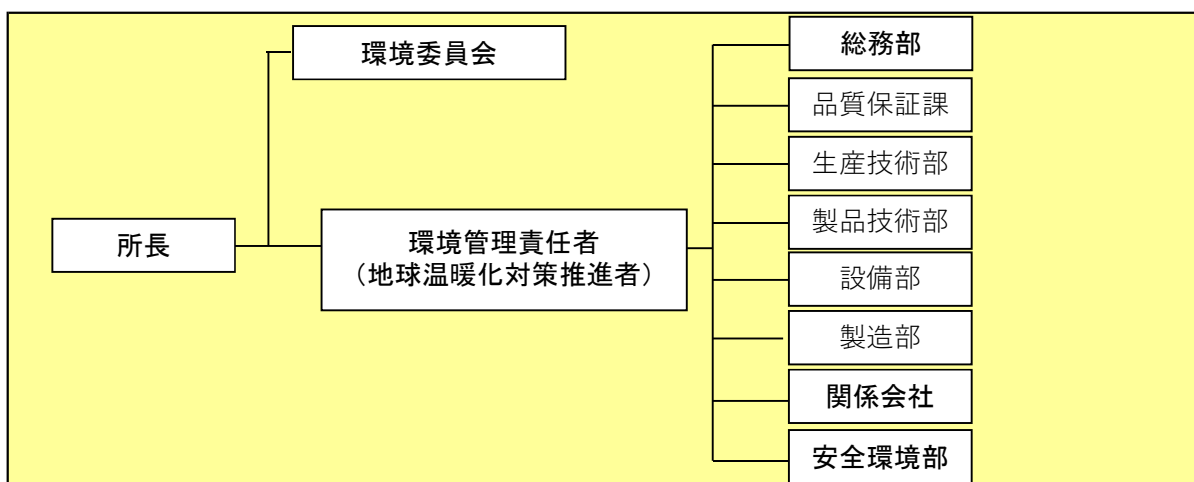 環境委員会
所長
環境管理責任者
（地球温暖化対策推進者）
総務部
品質保証課
生産技術部
製品技術部
設備部
製造部
関係会社
安全環境部